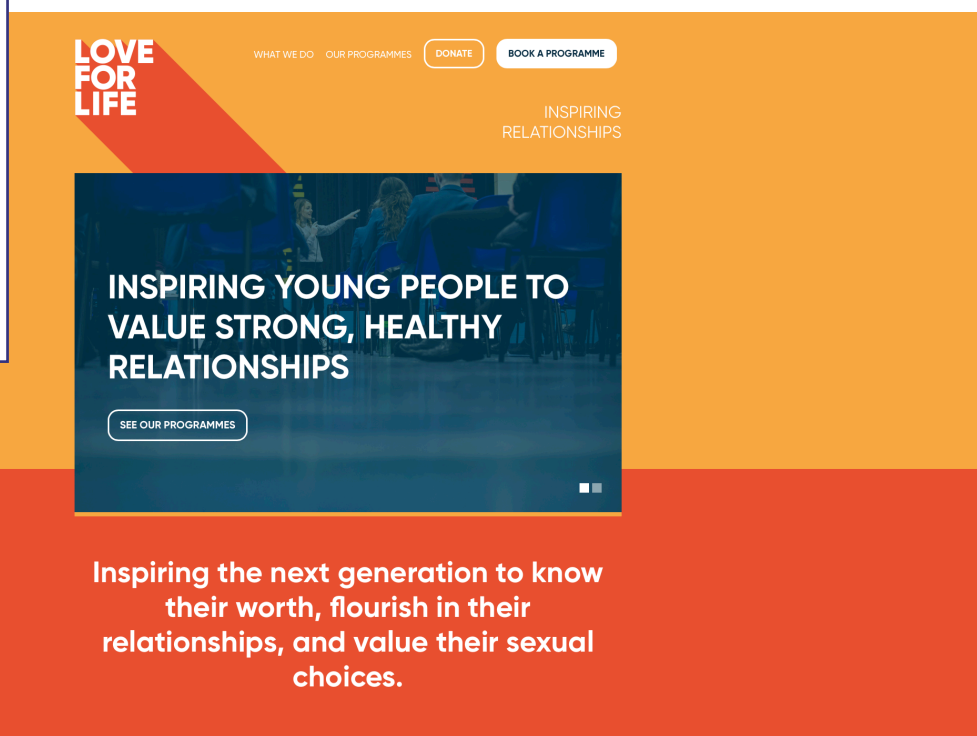 LOVE
FOR
LIFE
WHAT WE DO OUR PROGRAMMES DONATE BOOK A PROGRAMME
INSPIRING
RELATIONSHIPS
INSPIRING YOUNG PEOPLE TO
VALUE STRONG, HEALTHY
RELATIONSHIPS
SEE OUR PROGRAMMES
Inspiring the next generation to know
their worth, flourish in their
relationships, and value their sexual
choices.